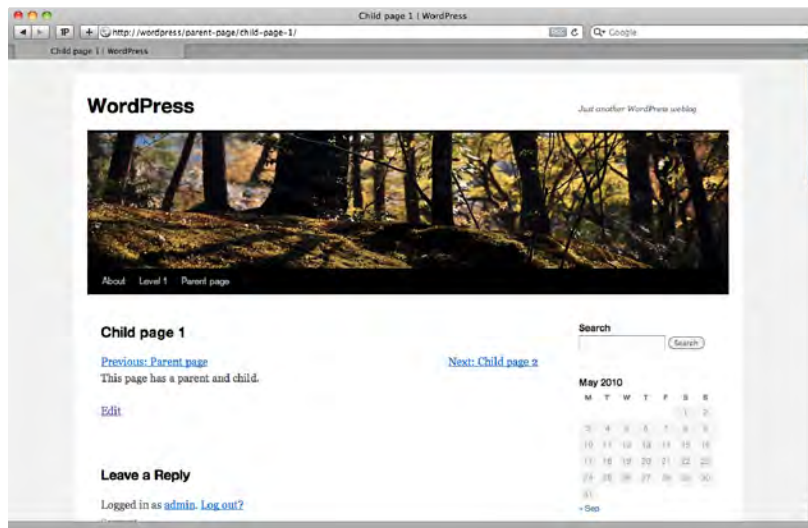 Child page 1 | WordPress
1P + http://wordpress/parent-page/child-page-1/ Google
Child page 1 | WordPress
WordPress
Just another WordPress weblog
About Level 1 Parent page
Child page 1
Previous: Parent page Next: Child page 2
This page has a parent and child.
Edit
Leave a Reply
Logged in as admin. Log out?
Search
Search
May 2010
M T W T F S S
1 2
3 4 5 6 7 8 9
10 11 12 13 14 15 16
17 18 19 20 21 22 23
24 25 26 27 28 29 30
31
« Sep